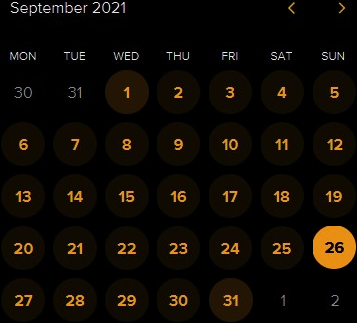 September 2021
MON TUE WED THU FRI SAT SUN
30 31 1 2 3 4 5
6 7 8 9 10 11 12
13 14 15 16 17 18 19
20 21 22 23 24 25 26
27 28 29 30 31 1 2